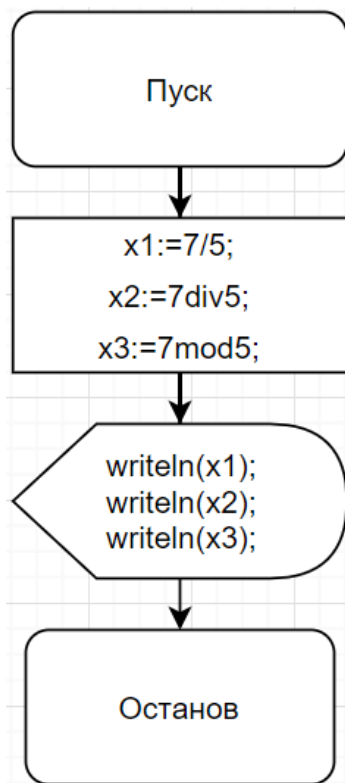 Пуск
x1:=7/5;
x2:=7div5;
x3:=7mod5;
writeln(x1);
writeln(x2);
writeln(x3);
Останов